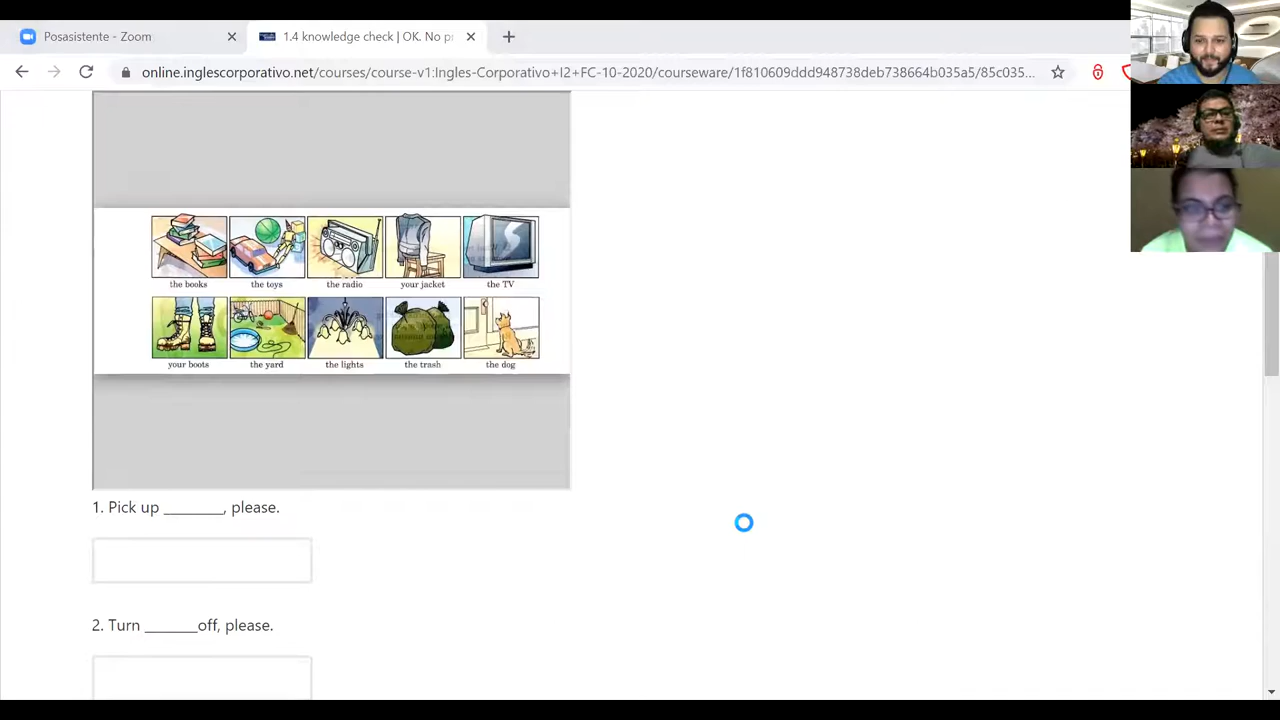 Posasistente - Zoom
1.4 knowledge check | OK. No pr
online.inglescorporativo.net/courses/course-v1:Ingles-Corporativo+I2+FC-10-2020/courseware/1f810609ddd948738deb738664b035a5/85c035...
the books the toys the radio your jacket the TV
your boots the yard the lights the trash the dog
1. Pick up ________, please.
2. Turn _______off, please.